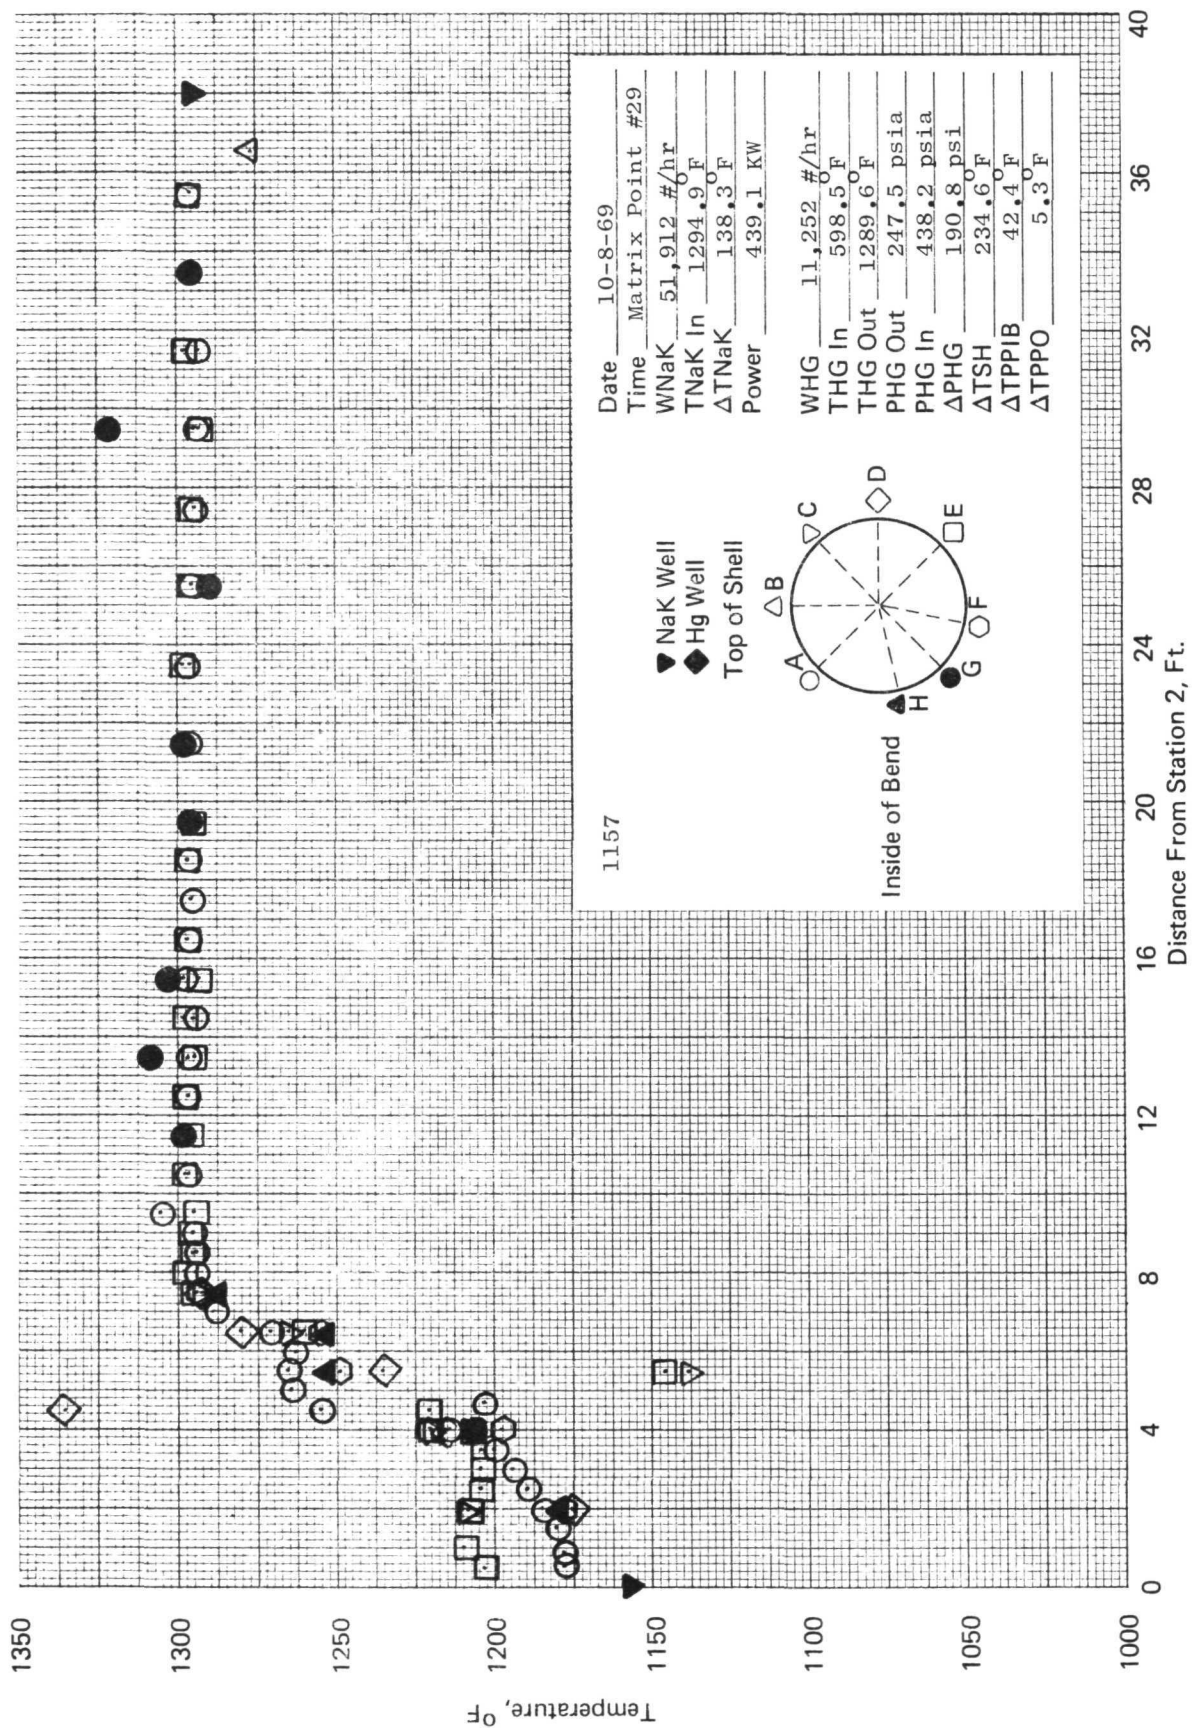 1350
1300
1250
1200
1150
1100
1050
1000
Temperature, °F
0
4
8
12
16
20
24
28
32
36
40
Distance From Station 2, Ft.
1157
NaK Well
Hg Well
Top of Shell
Inside of Bend
A
B
C
D
E
F
G
H
Date 10-8-69
Time Matrix Point #29
WNaK 51,912 #/hr
TNaK In 1294.9°F
ΔTNaK 138.3°F
Power 439.1 KW
WHG 11,252 #/hr
THG In 598.5°F
THG Out 1289.6°F
PHG Out 247.5 psia
PHG In 438.2 psia
ΔPHG 190.8 psi
ΔTSH 234.6°F
ΔTPPIB 42.4°F
ΔTPPO 5.3°F